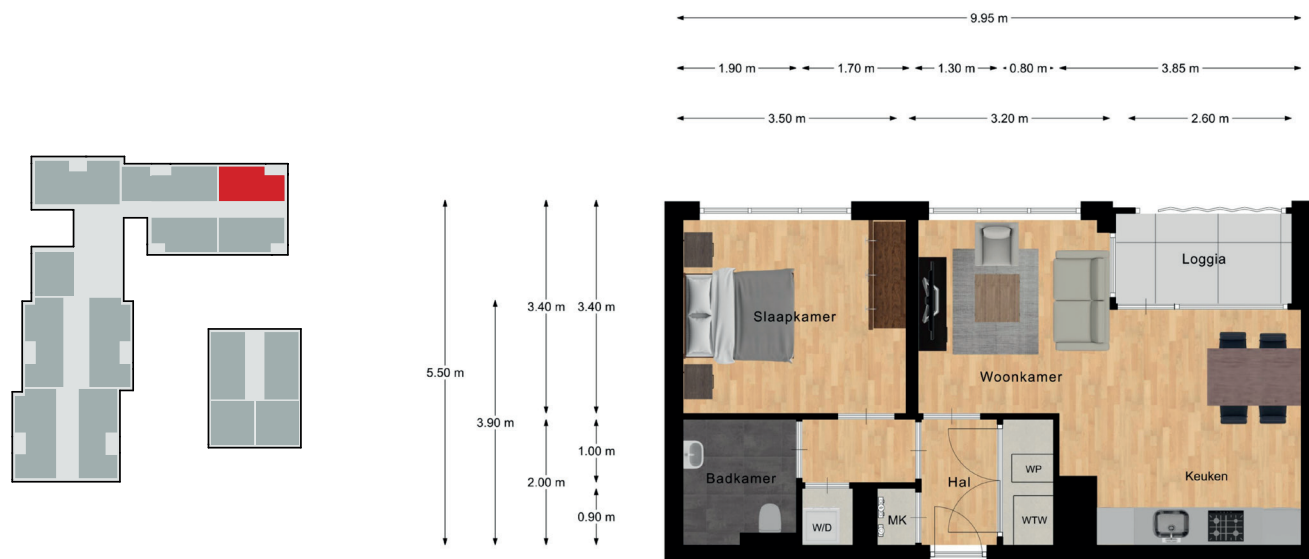 9.95 m
1.90 m
1.70 m
1.30 m
0.80 m
3.85 m
3.50 m
3.20 m
2.60 m
5.50 m
3.90 m
3.40 m
3.40 m
2.00 m
1.00 m
0.90 m
Loggia
Slaapkamer
Woonkamer
Badkamer
Hal
WP
Keuken
W/D
MK
WTW